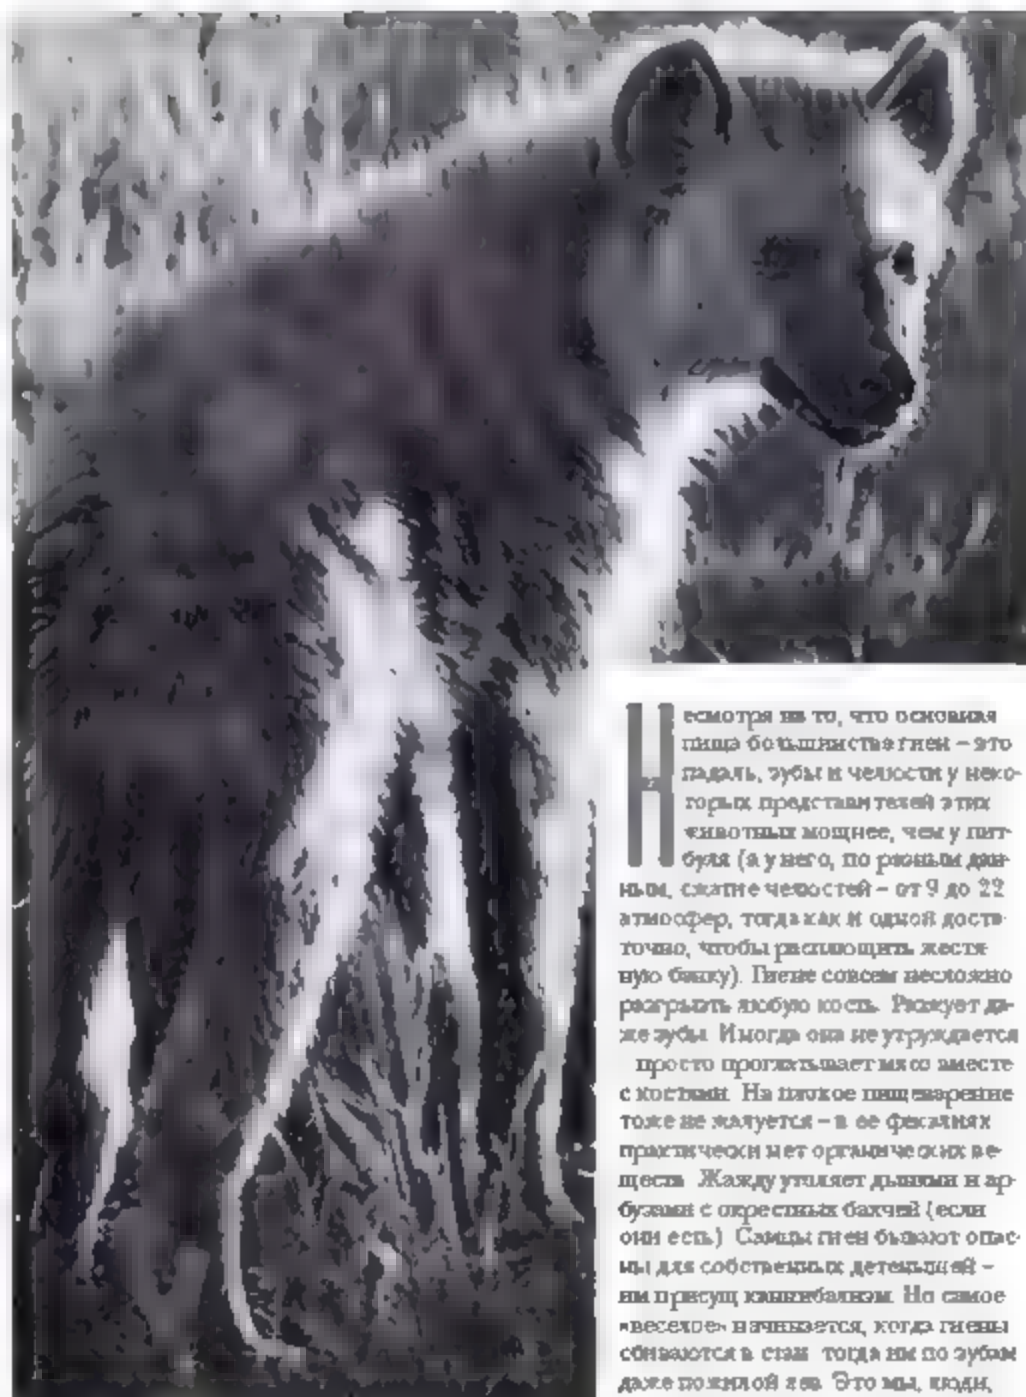 Несмотря на то, что основная
пища большинства гиен – это
падаль, зубы и челюсти у неко-
торых представителей этих
животных мощнее, чем у пит-
буля (а у него, по разным дан-
ным, сжатие челюстей – от 9 до 22
атмосфер, тогда как и одной доста-
точно, чтобы расплющить жестя-
ную банку). Гиене совсем несложно
разгрызть любую кость. Раскует да-
же зубы. Иногда она не утруждается
просто проглатывает мясо вместе
с костями. На плохое пищеварение
тоже не жалуется – в ее фекалиях
практически нет органических ве-
ществ. Жажду утоляет дынями и ар-
бузами с окрестных бахчей (если
они есть). Самцы гиен бывают опас-
ны для собственных детенышей –
им присущ каннибализм. Но самое
«веселое» начинается, когда гиены
сбиваются в стаи: тогда им по зубам
даже пожилой лев. Это мы, люди,